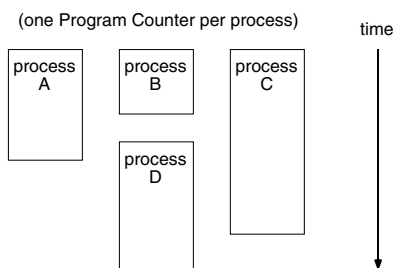 (one Program Counter per process)
time
process
A
process
B
process
C
process
D